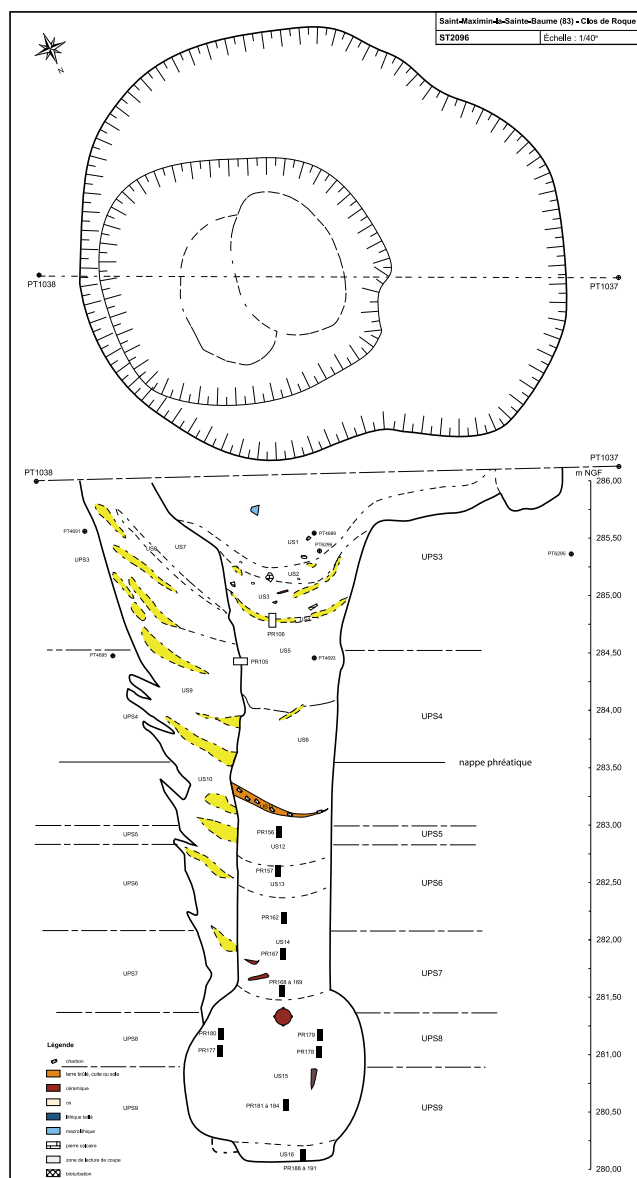 Saint-Maximin-la-Sainte-Baume (83) - Clos de Roque
ST2096 Échelle : 1/40°
N
PT1038 PT1037
PT1038 PT1037
m NGF
286,00
PT4691 US8 US7 US1 PT4689 285,50
PT6296 PT6295
UPS3 US2 UPS3
US3 285,00
US4
PR106
US5 284,50
PT4695 PR105 PT4693
US9
284,00
UPS4 US6 UPS4
nappe phréatique 283,50
US10
283,00
UPS5 PR156 UPS5
US12
PR157
US13 282,50
UPS6 UPS6
PR162
US14 282,00
PR167
UPS7 UPS7
PR168 à 169 281,50
UPS8 PR180 PR179 UPS8
Légende PR177 PR178 281,00
charbon
terre brûlé, cuite ou sole US15
céramique
UPS9 PR181 à 184 UPS9
os 280,50
lithique taillé
macrolithique
pierre calcaire US16
zone de lecture de coupe PR188 à 191 280,00
bioturbation